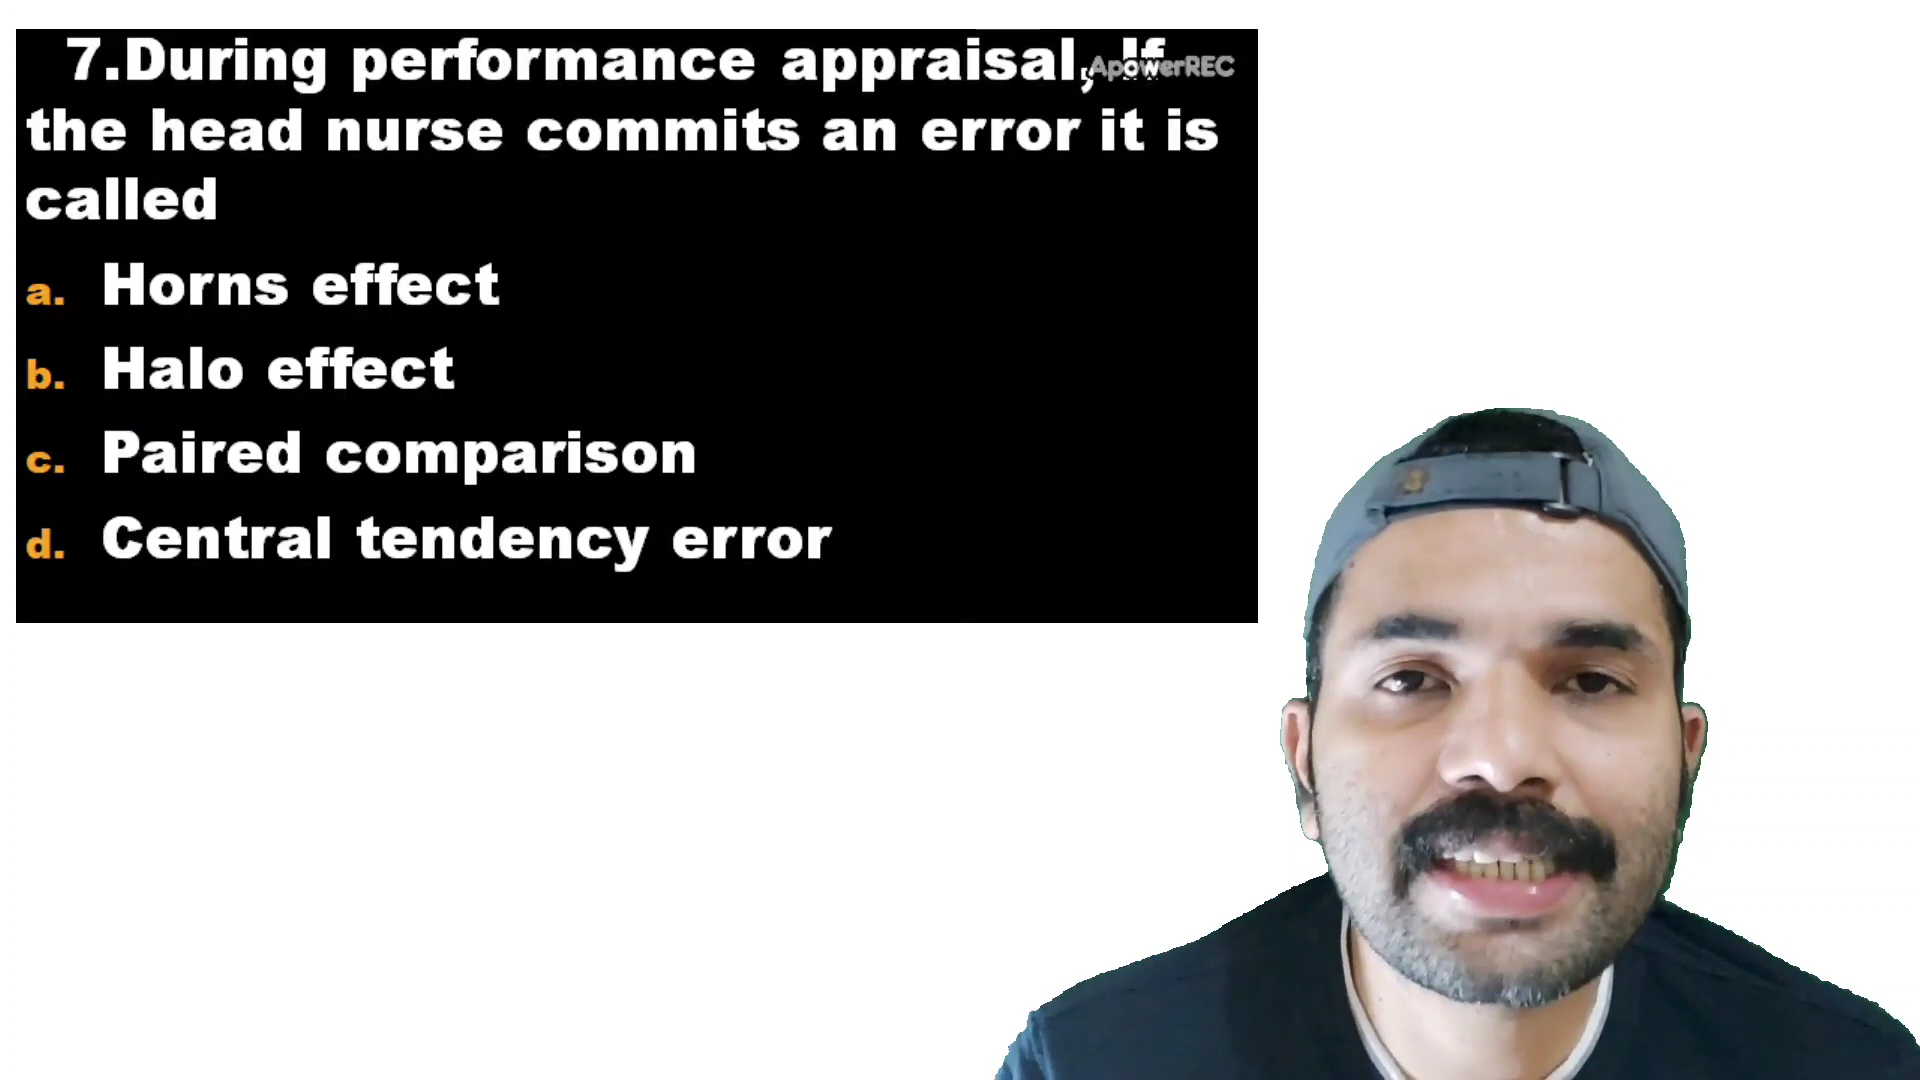 7.During performance appraisal, If
ApowerREC
the head nurse commits an error it is
called
a. Horns effect
b. Halo effect
c. Paired comparison
d. Central tendency error